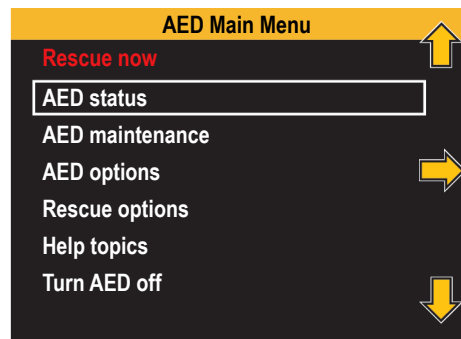 AED Main Menu
Rescue now
AED status
AED maintenance
AED options
Rescue options
Help topics
Turn AED off